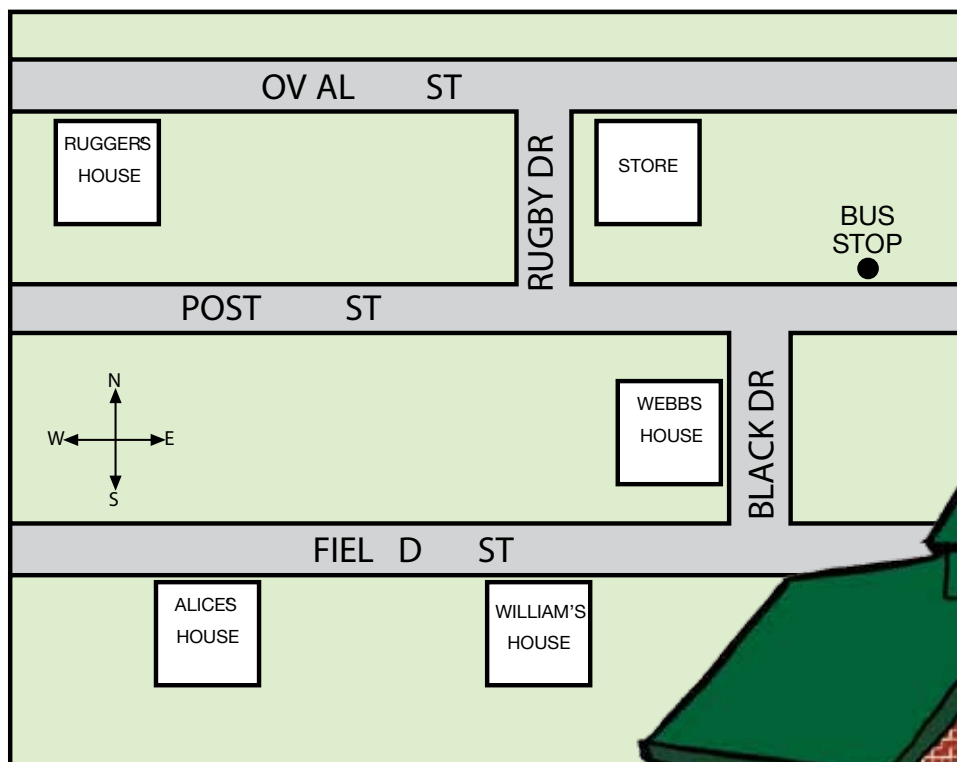 OV AL ST
RUGGERS
HOUSE
RUGBY DR
STORE
BUS
STOP
POST ST
N
W E
S
WEBBS
HOUSE
BLACK DR
FIEL D ST
ALICES
HOUSE
WILLIAM'S
HOUSE